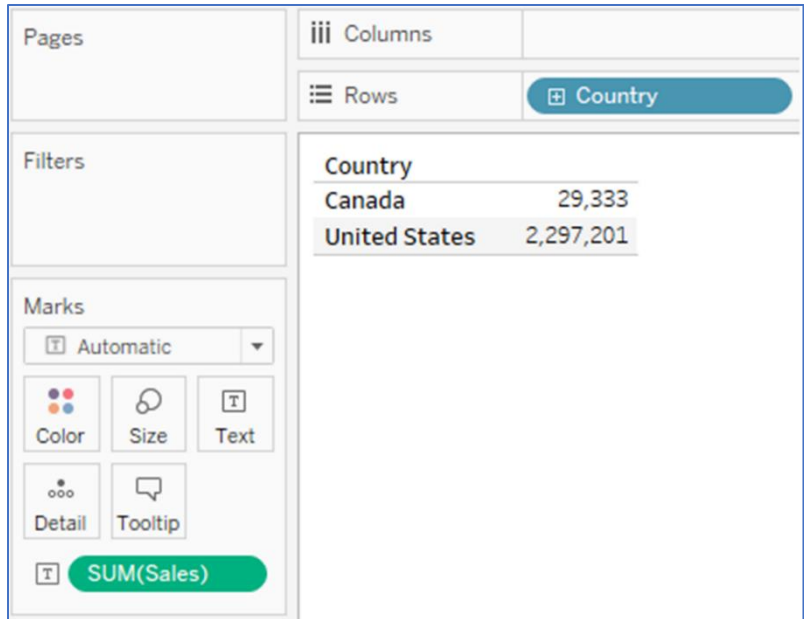 Pages
Columns
Rows
Country
Filters
Country
Canada 29,333
United States 2,297,201
Marks
T Automatic
Color Size T Text
Detail Tooltip
T SUM(Sales)